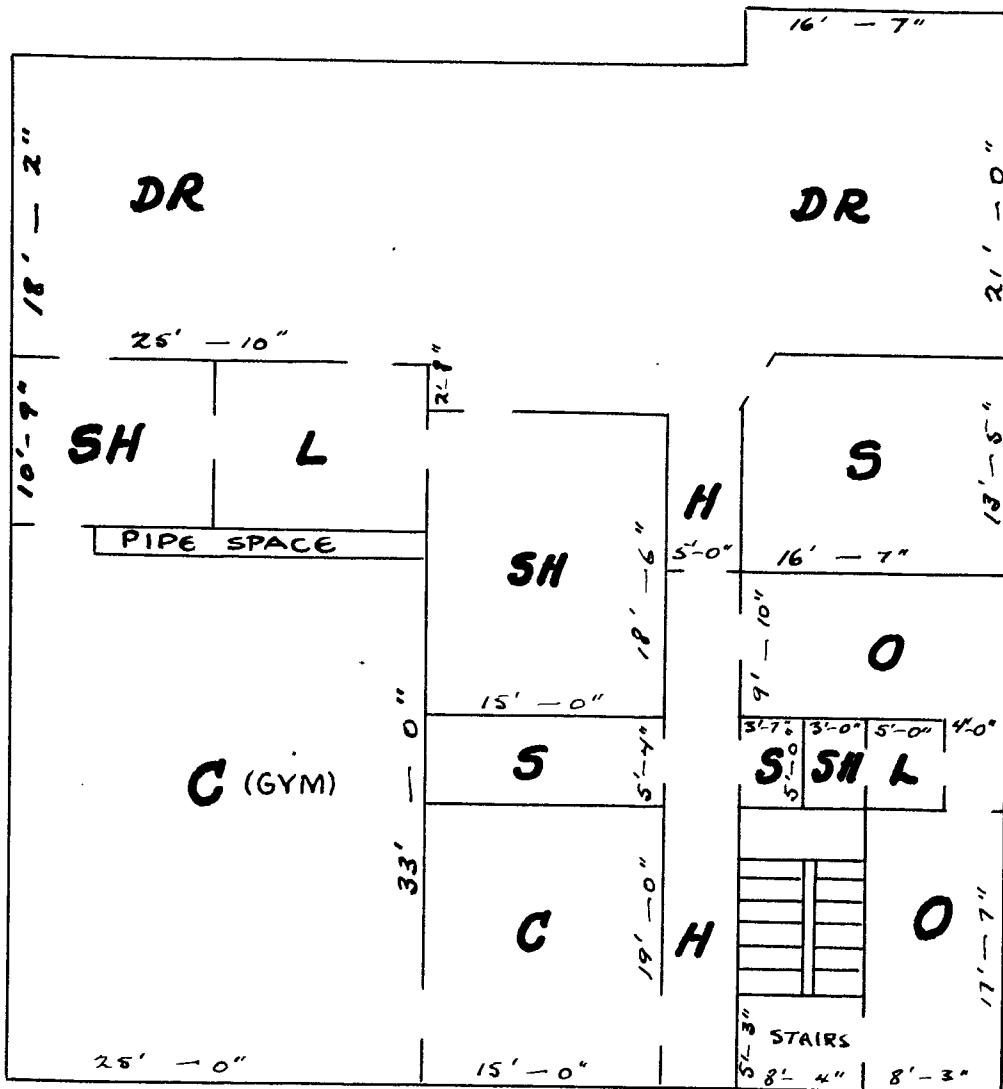 16' — 7"
18' — 2"
DR
DR
21' — 0"
25' — 10"
2'-8"
10'-9"
SH
L
S
13'-5"
H
5'-0"
16' — 7"
PIPE SPACE
SH
18' — 6"
9' — 10"
O
15' — 0"
3'-7"
3'-0"
5'-0"
4'-0"
C (GYM)
33' — 0"
S
5'-4"
S
5'-0
SH
L
C
19' — 0"
H
O
17' — 7"
5'-3"
STAIRS
25' — 0"
15' — 0"
8'- 4"
8'- 3"